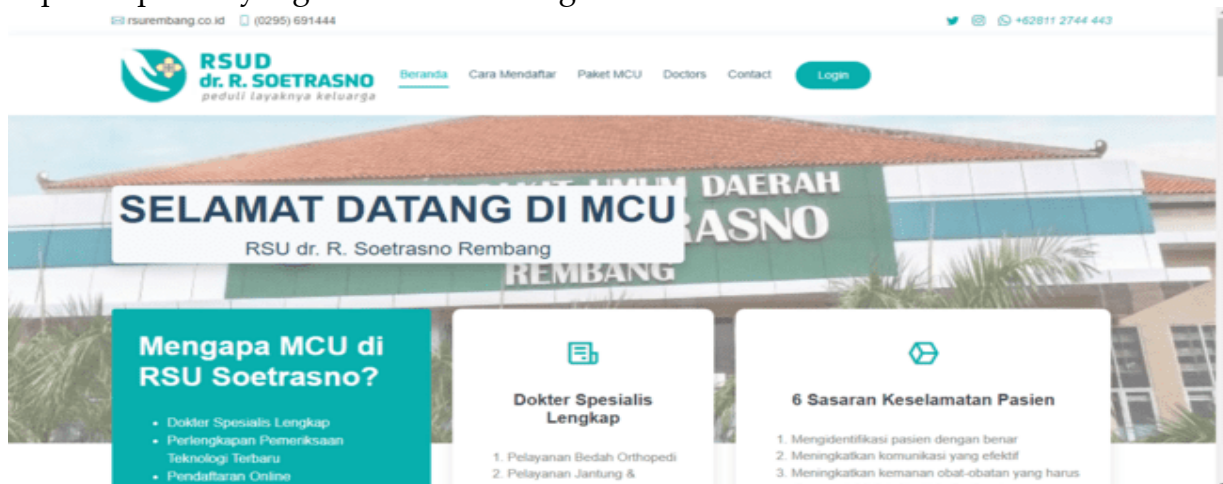 rsurembang.co.id (0295) 691444 +62811 2744 443
RSUD
dr. R. SOETRASNO
peduli layaknya keluarga
Beranda Cara Mendaftar Paket MCU Doctors Contact Login
DAERAH
SELAMAT DATANG DI MCU
RSU dr. R. Soetrasno Rembang
REMBANG
Mengapa MCU di
RSU Soetrasno?
Dokter Spesialis Lengkap
Perlengkapan Pemeriksaan
Teknologi Terbaru
Pendaftaran Online
Dokter Spesialis
Lengkap
1. Pelayanan Bedah Orthopedi
2. Pelayanan Jantung &
6 Sasaran Keselamatan Pasien
1. Mengidentifikasi pasien dengan benar
2. Meningkatkan komunikasi yang efektif
3. Meningkatkan kemanan obat-obatan yang harus